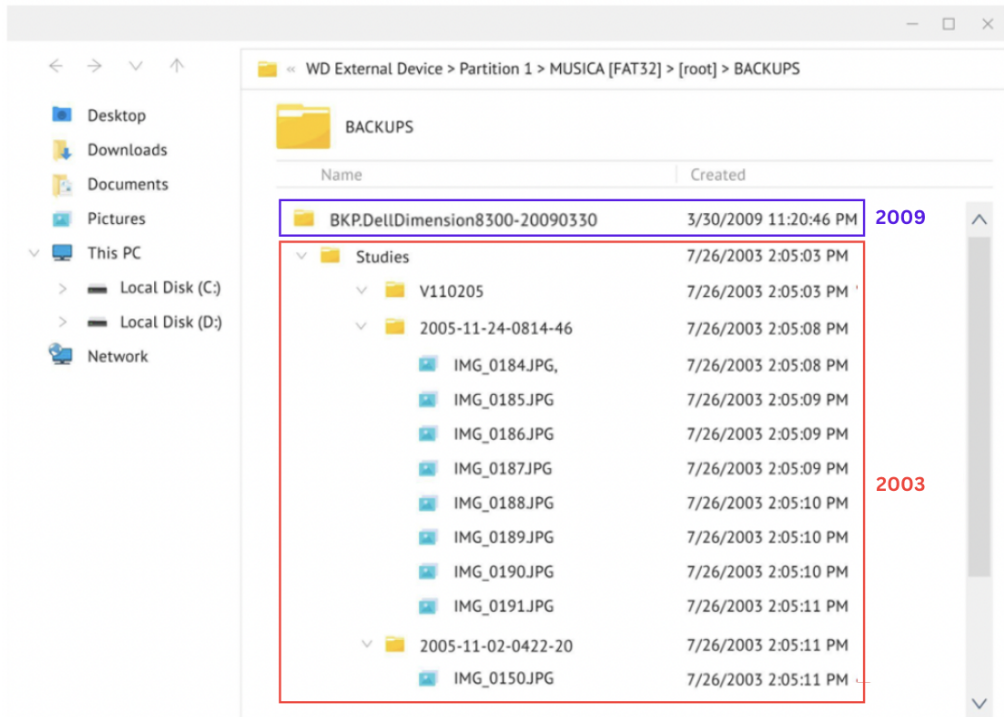 « WD External Device > Partition 1 > MUSICA [FAT32] > [root] > BACKUPS
Desktop
Downloads
Documents
Pictures
This PC
Local Disk (C:)
Local Disk (D:)
Network
BACKUPS
Name Created
BKP.DellDimension8300-20090330 3/30/2009 11:20:46 PM 2009
Studies 7/26/2003 2:05:03 PM
V110205 7/26/2003 2:05:03 PM '
2005-11-24-0814-46 7/26/2003 2:05:08 PM
IMG_0184.JPG, 7/26/2003 2:05:08 PM
IMG_0185.JPG 7/26/2003 2:05:09 PM
IMG_0186.JPG 7/26/2003 2:05:09 PM
IMG_0187.JPG 7/26/2003 2:05:09 PM
2003
IMG_0188.JPG 7/26/2003 2:05:10 PM
IMG_0189.JPG 7/26/2003 2:05:10 PM
IMG_0190.JPG 7/26/2003 2:05:10 PM
IMG_0191.JPG 7/26/2003 2:05:11 PM
2005-11-02-0422-20 7/26/2003 2:05:11 PM
IMG_0150.JPG 7/26/2003 2:05:11 PM